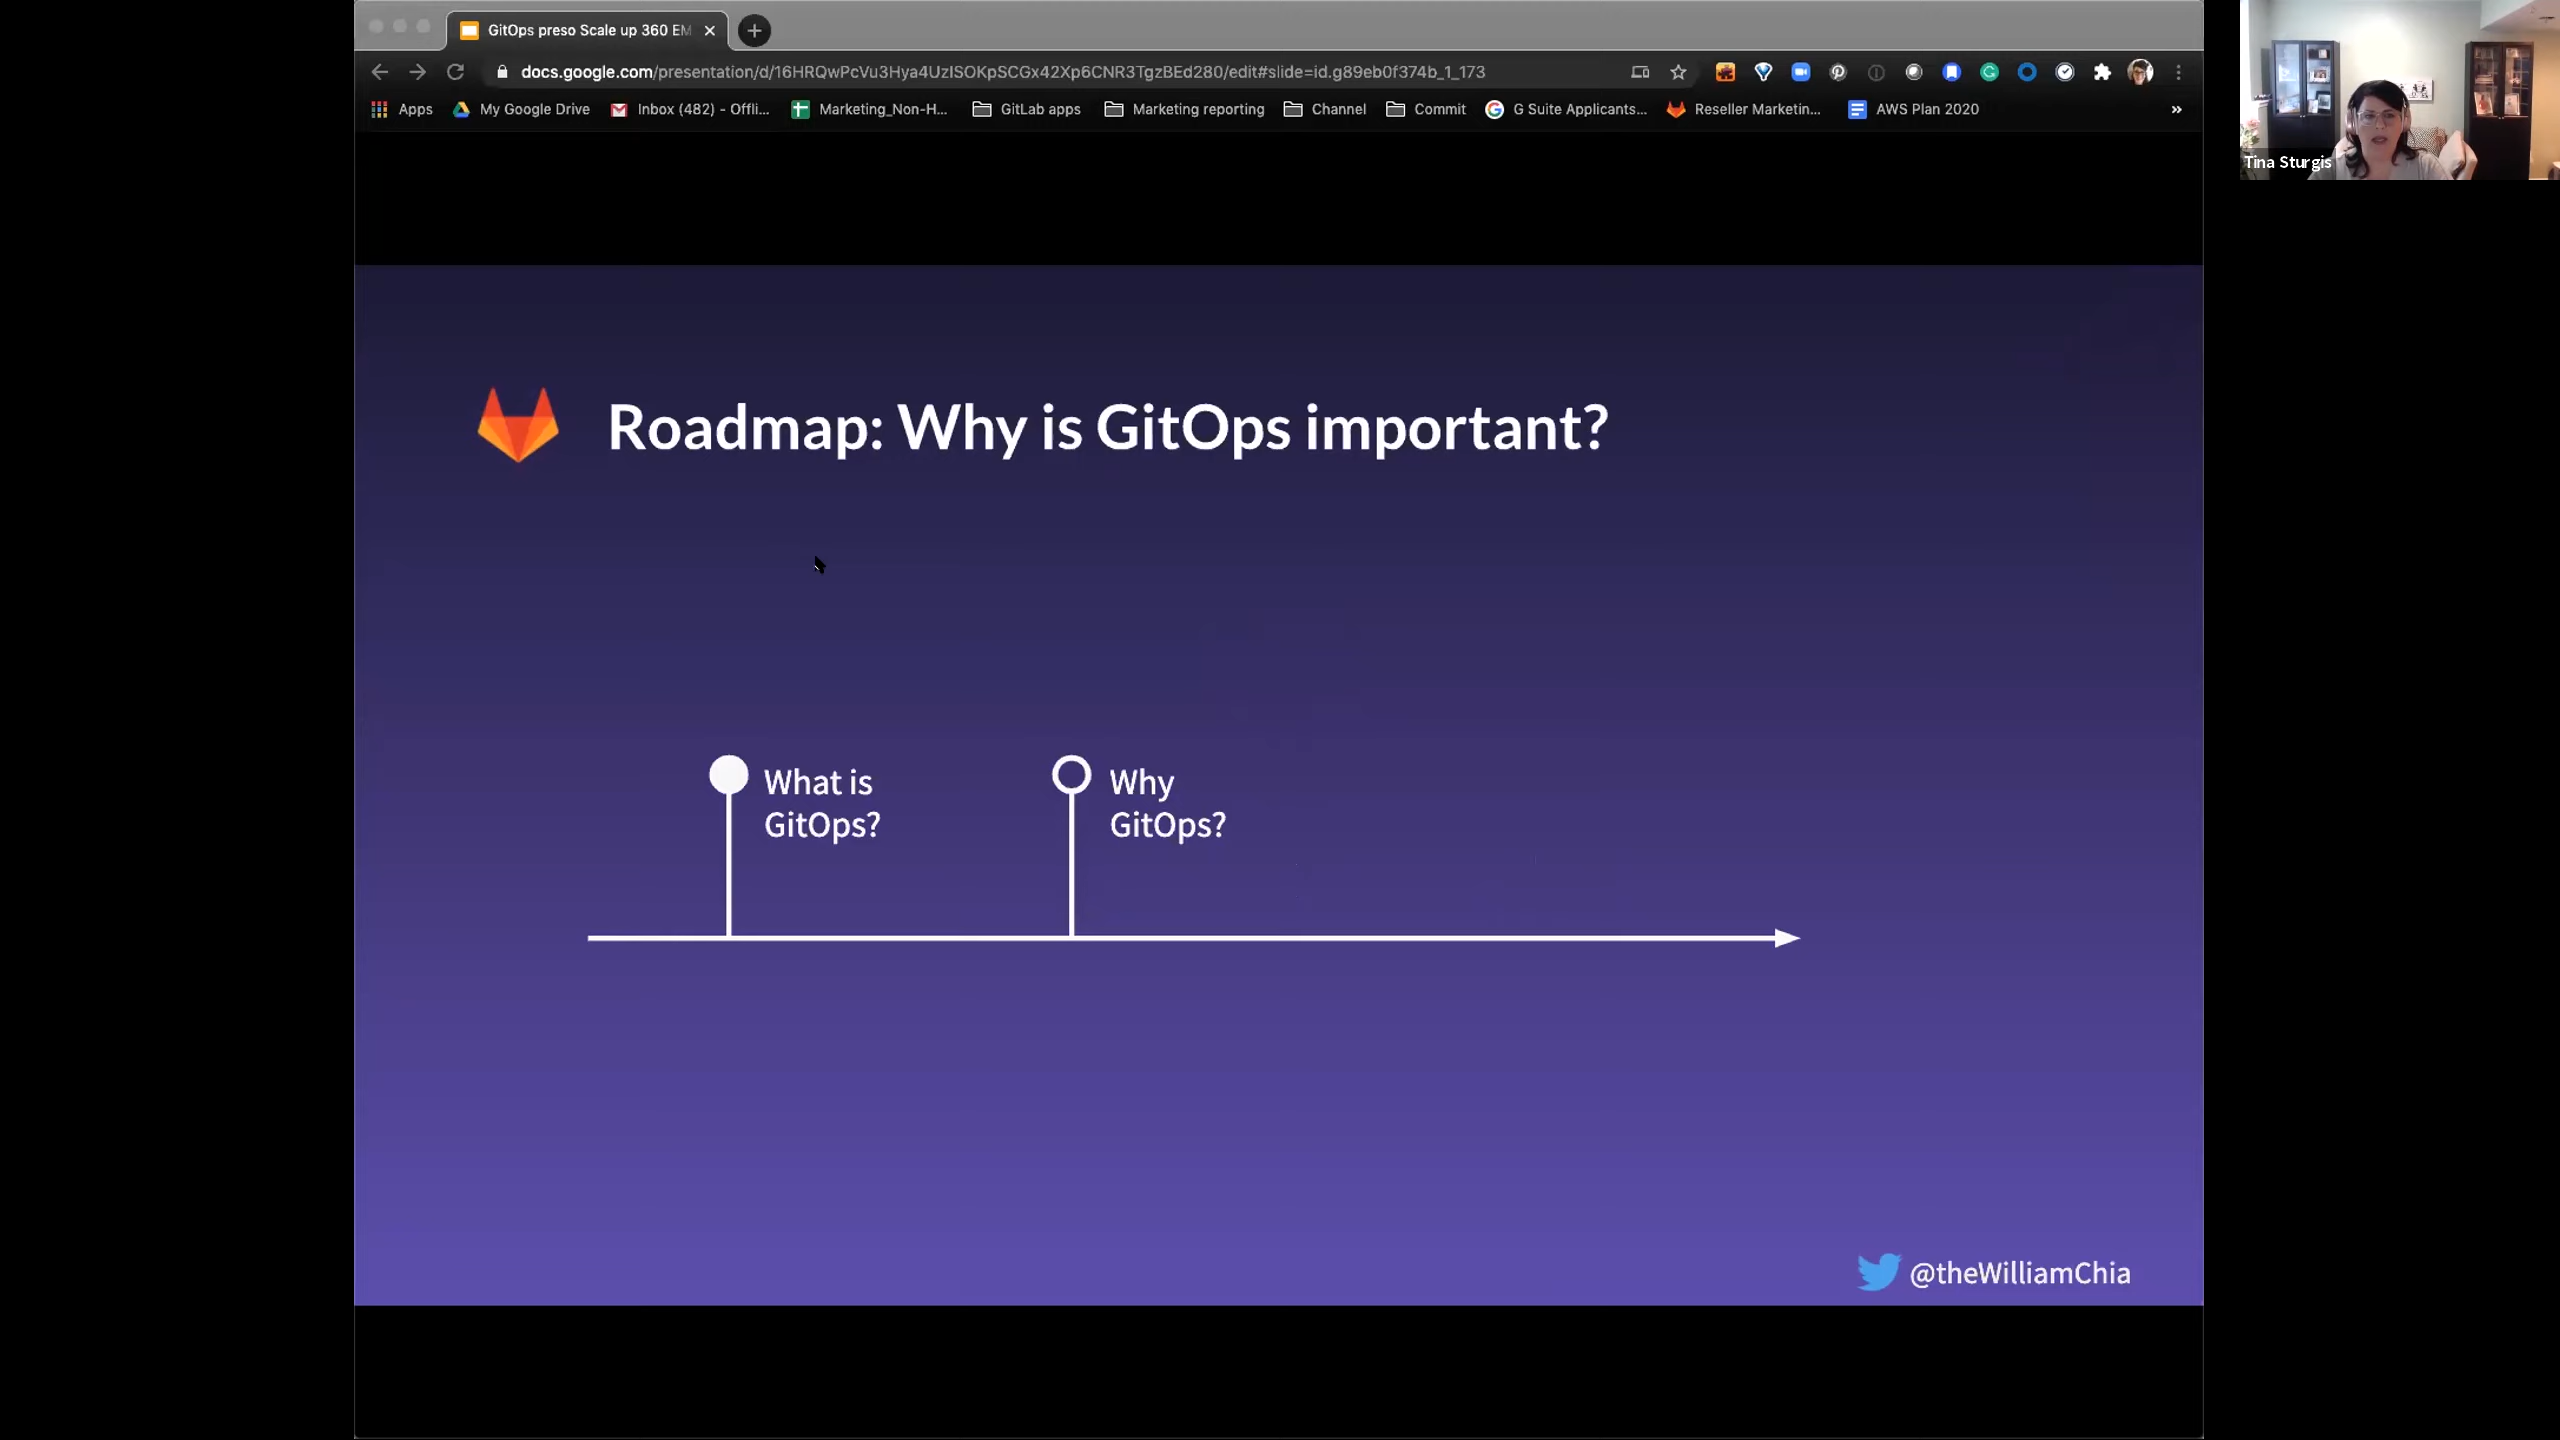 GitOps preso Scale up 360 EM
docs.google.com/presentation/d/16HRQwPcVu3Hya4UzISOKpSCGx42Xp6CNR3TgzBEd280/edit#slide=id.g89eb0f374b_1_173
Apps
My Google Drive
Inbox (482) - Offli...
Marketing_Non-H...
GitLab apps
Marketing reporting
Channel
Commit
G Suite Applicants...
Reseller Marketin...
AWS Plan 2020
»
Tina Sturgis
Roadmap: Why is GitOps important?
What is
GitOps?
Why
GitOps?
@theWilliamChia